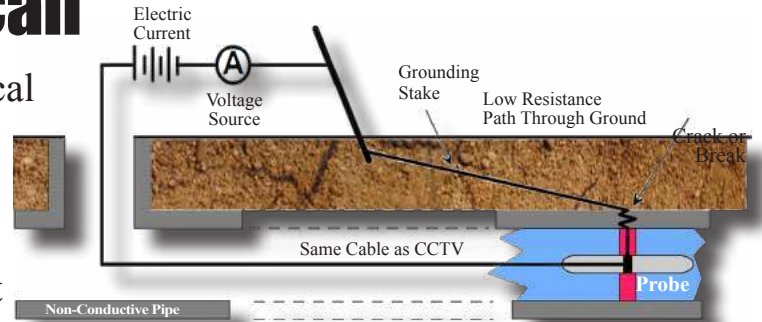 Electric
Current
A
Voltage
Source
Grounding
Stake
Low Resistance
Path Through Ground
Crack or
Break
Same Cable as CCTV
Probe
Non-Conductive Pipe